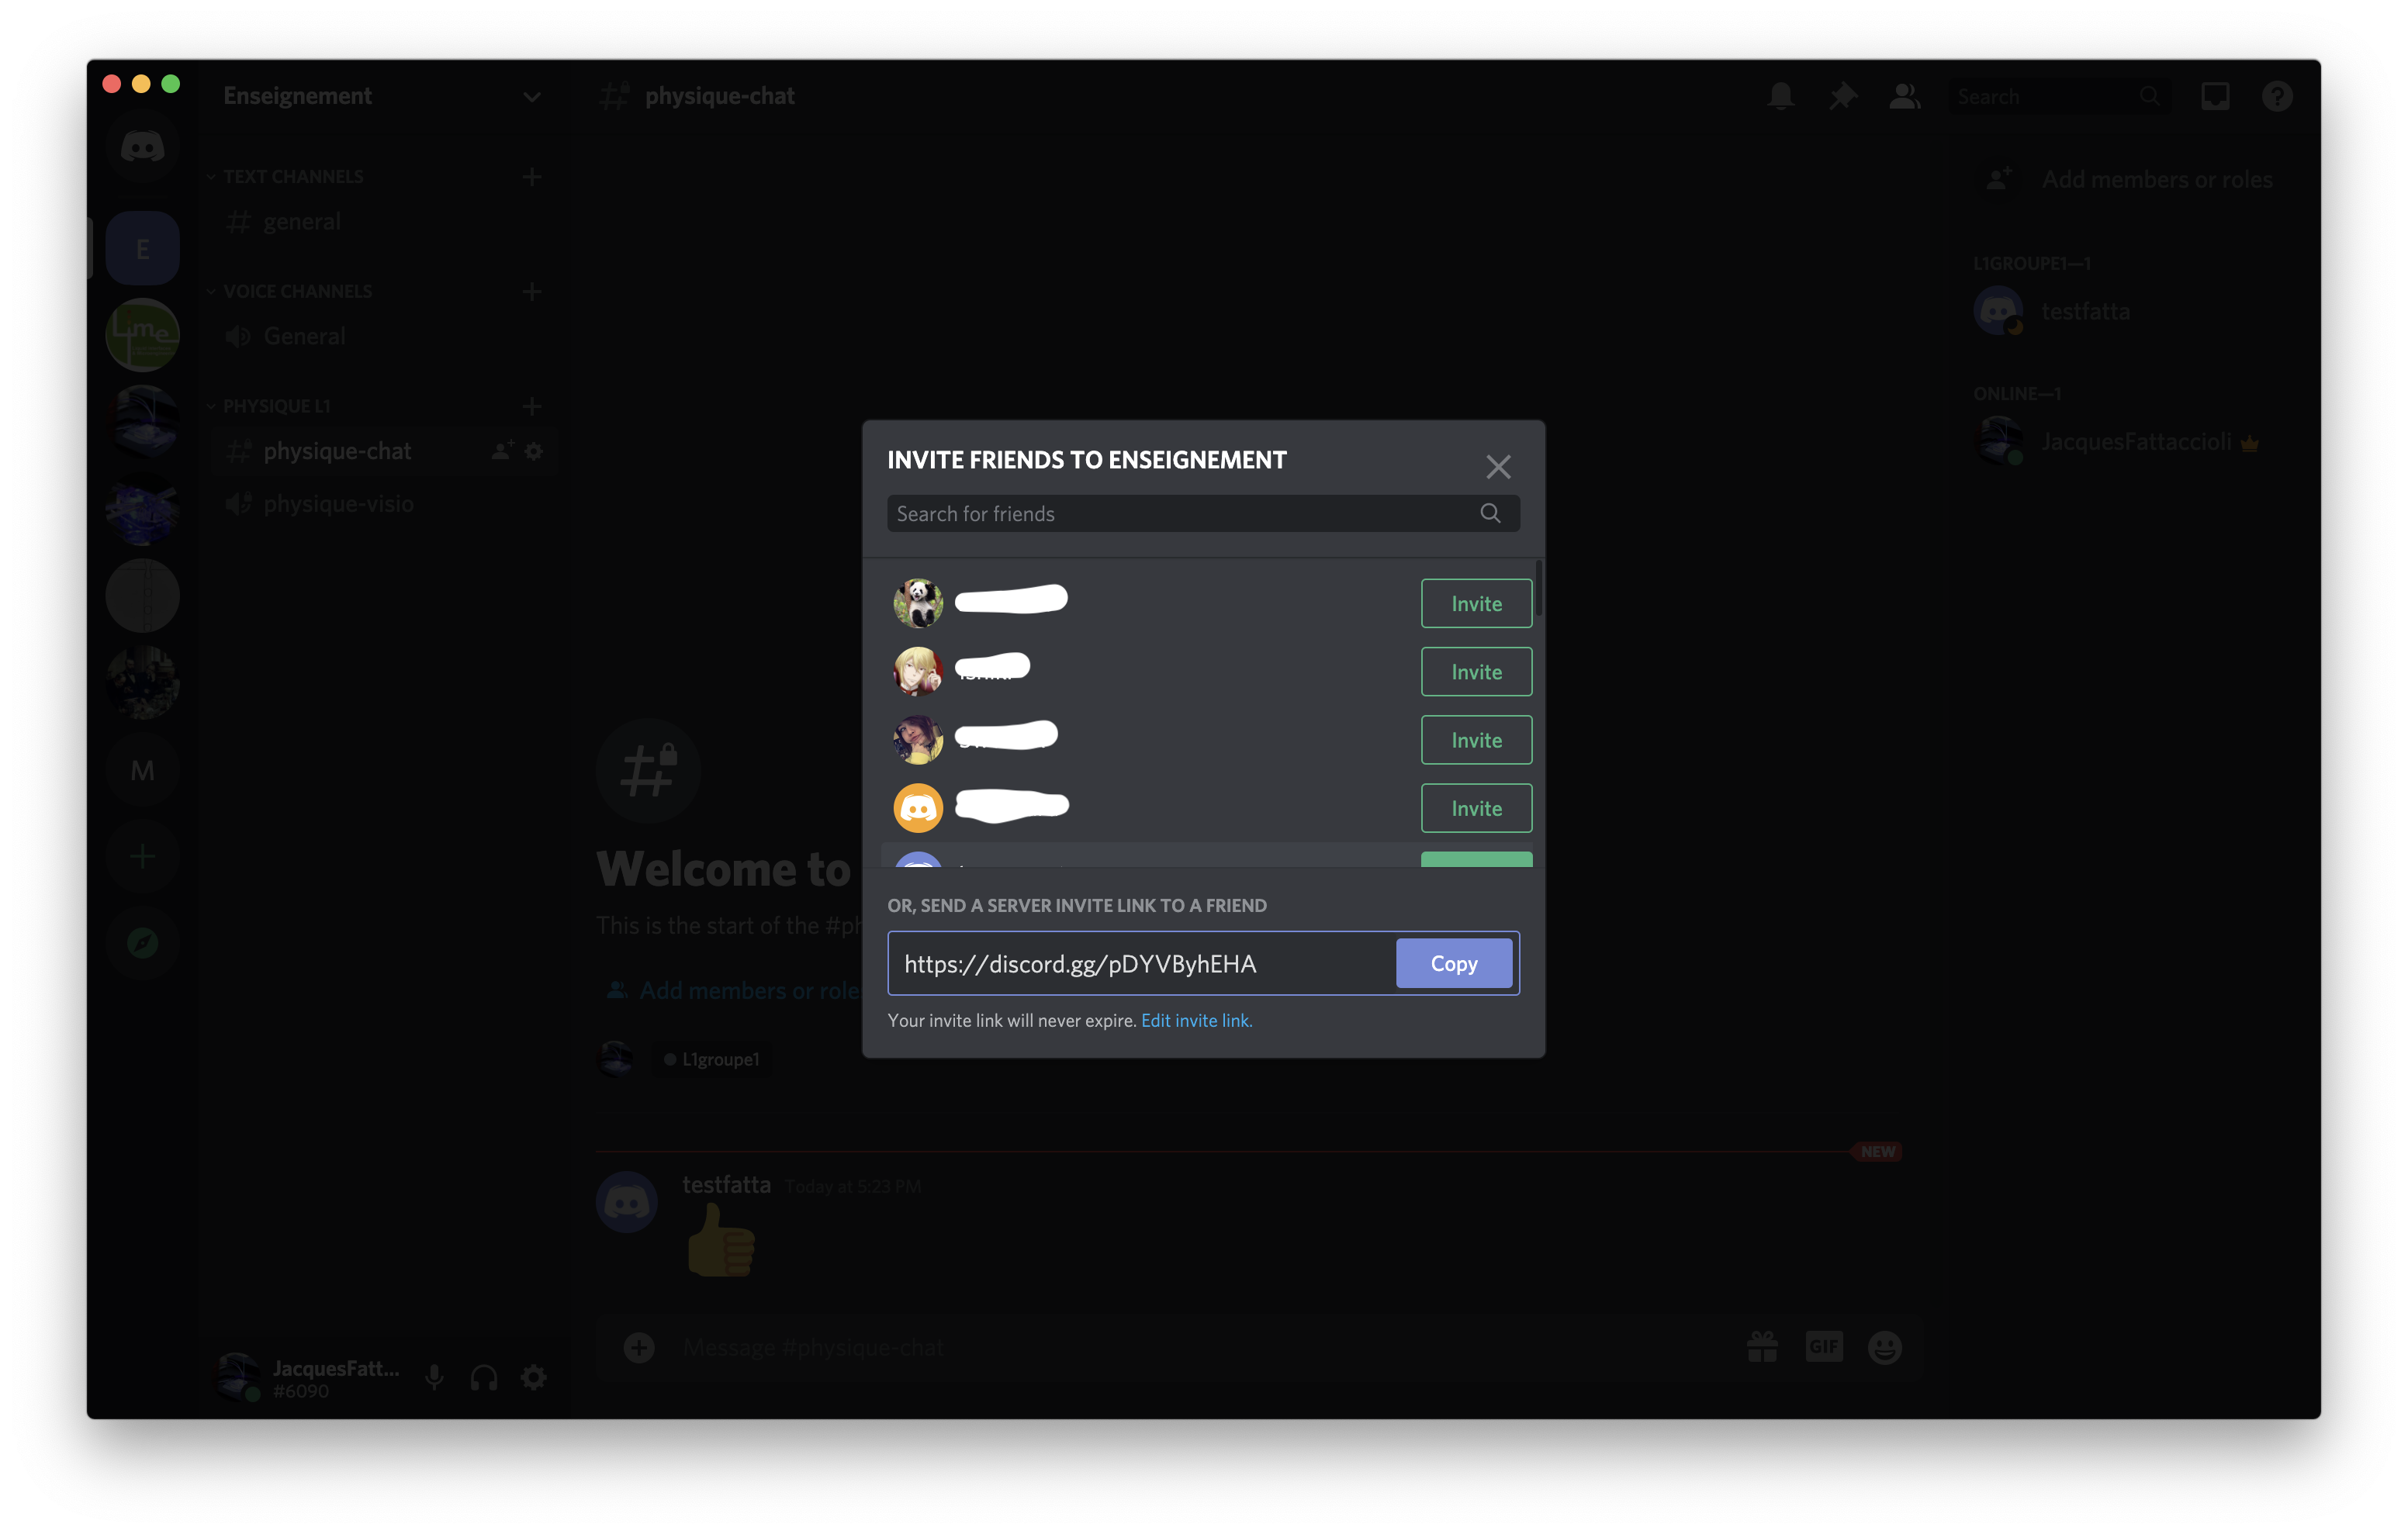 Enseignement
physique-chat
Search
TEXT CHANNELS
general
VOICE CHANNELS
General
PHYSIQUE L1
physique-chat
physique-visio
E
Lime
M
Add members or roles
L1GROUPE1—1
testfatta
ONLINE—1
JacquesFattaccioli
INVITE FRIENDS TO ENSEIGNEMENT
Search for friends
Invite
Invite
Invite
Invite
OR, SEND A SERVER INVITE LINK TO A FRIEND
https://discord.gg/pDYVByhEHA
Copy
Your invite link will never expire. Edit invite link.
Welcome to
This is the start of the #ph
Add members or role
L1groupe1
NEW
testfatta Today at 5:23 PM
Message #physique-chat
GIF
JacquesFatt...
#6090